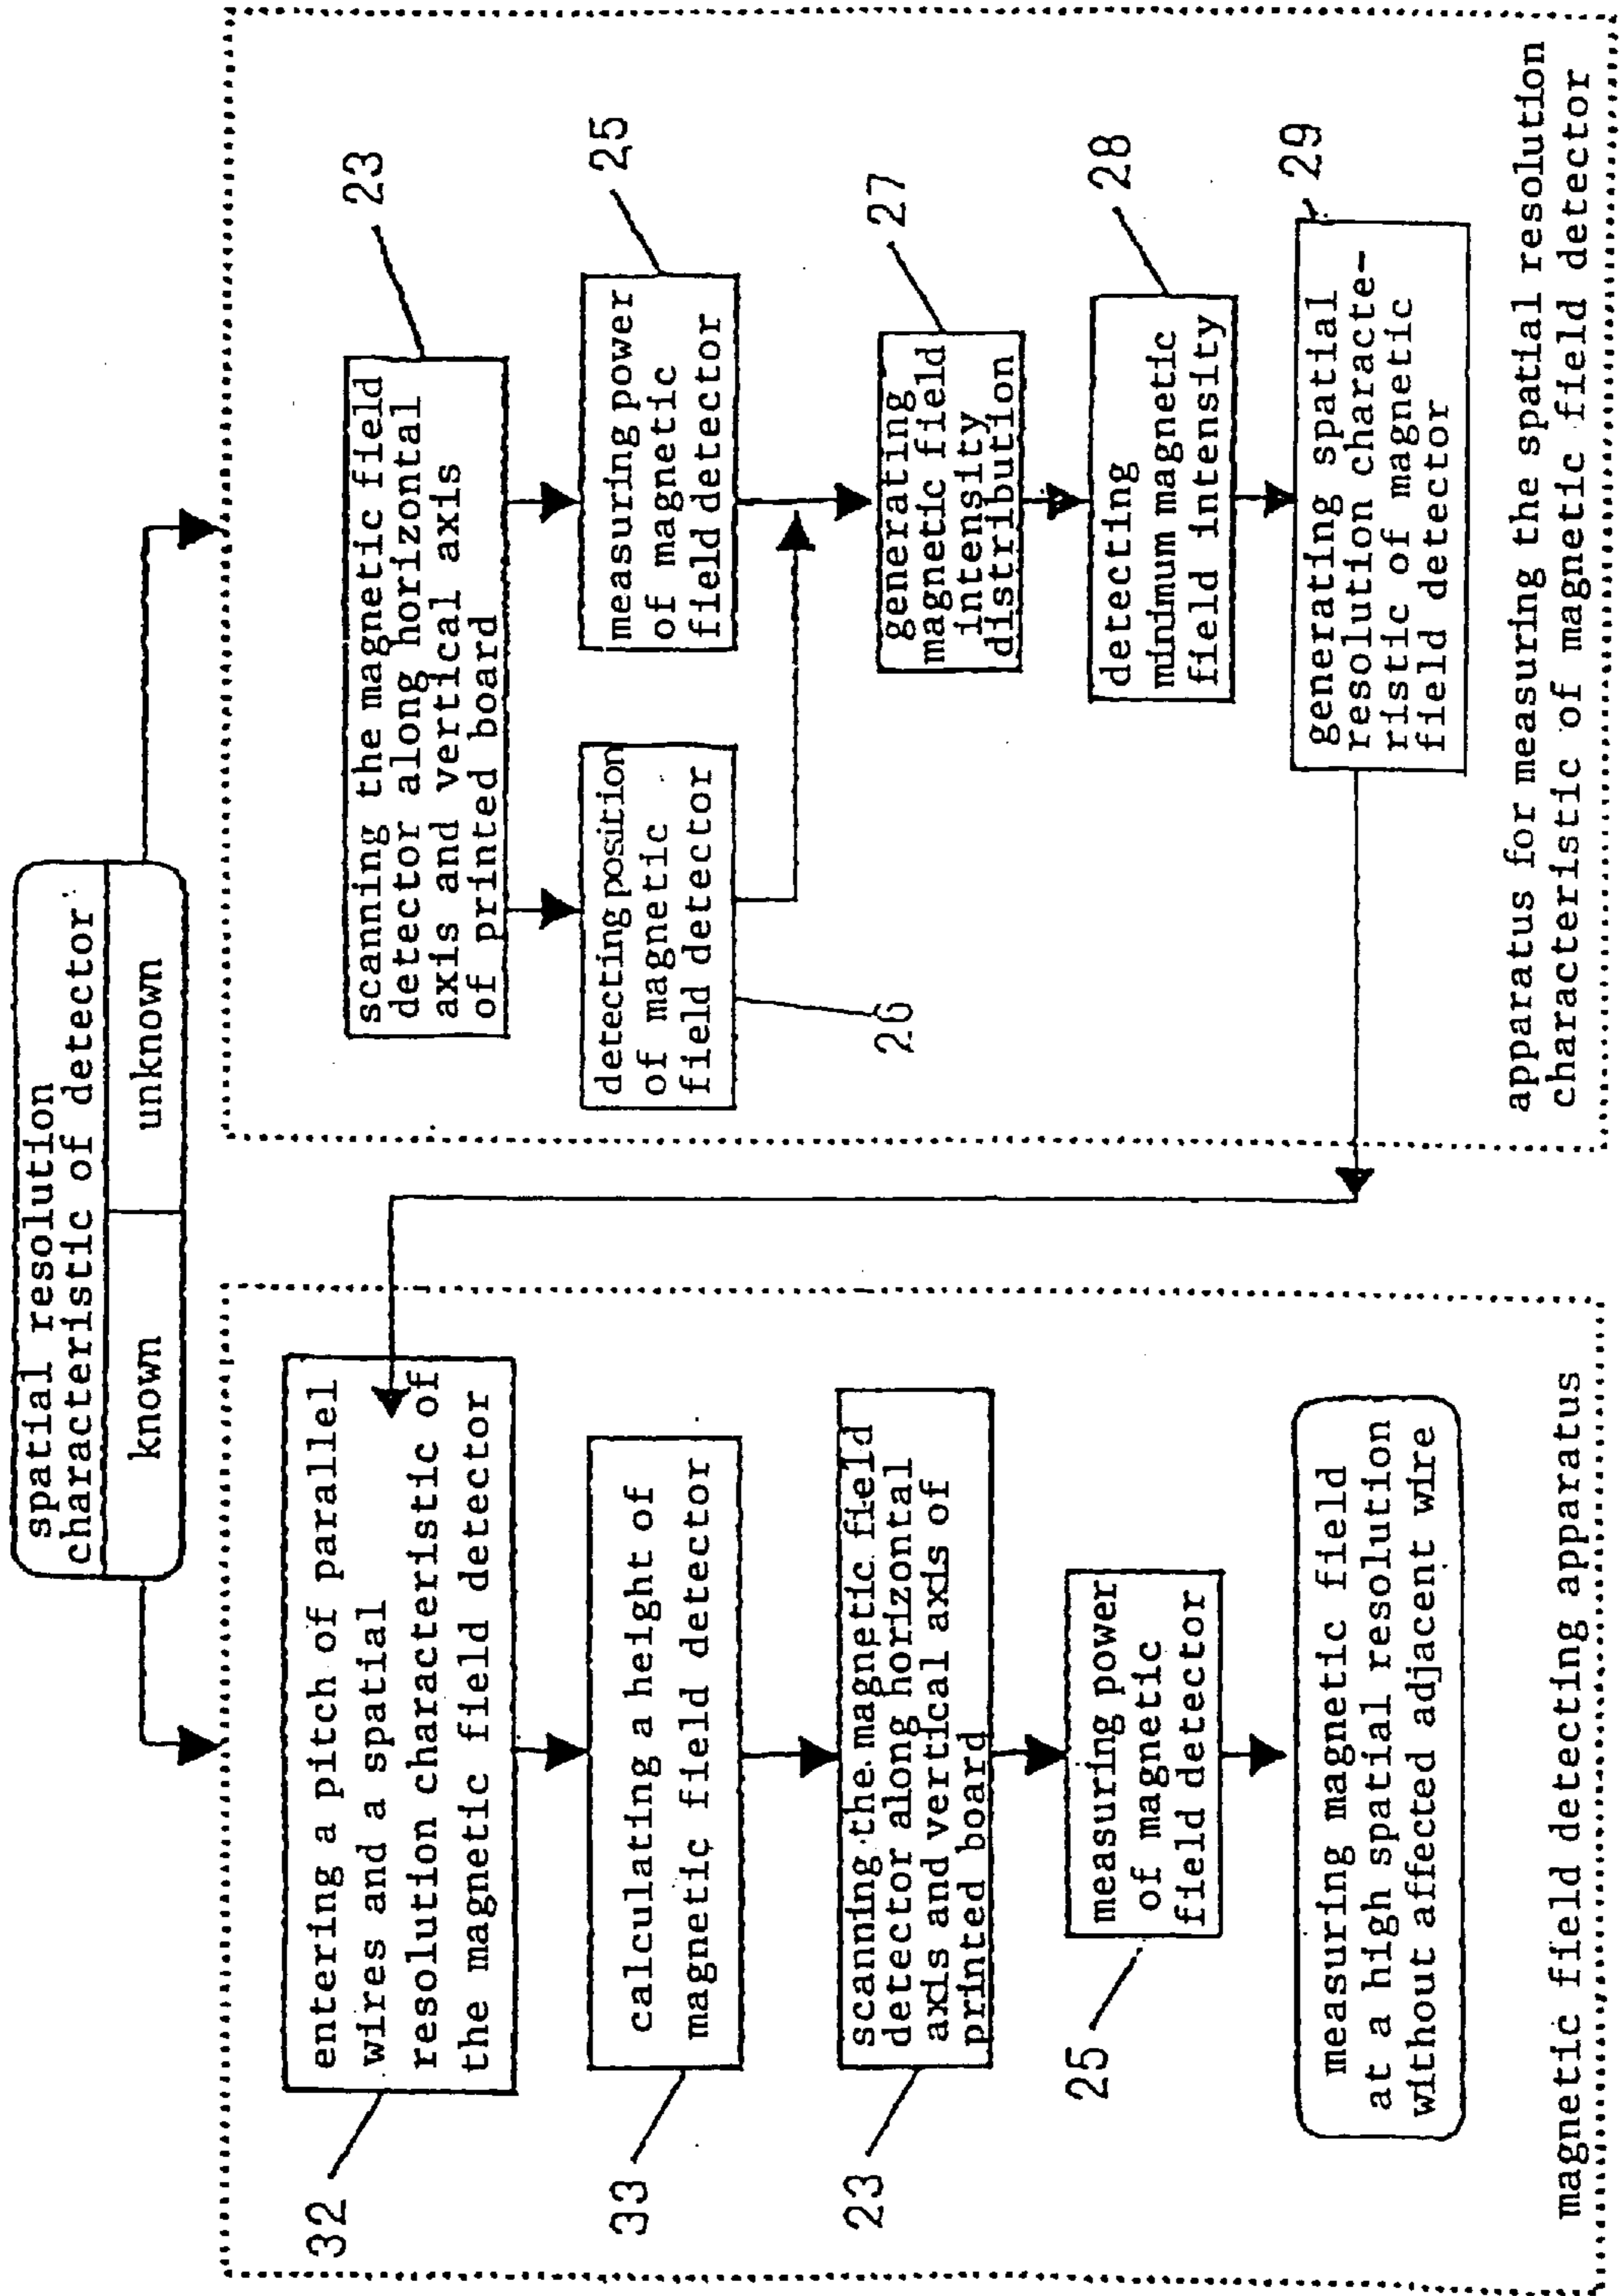 spatial resolution
characteristic of detector
known
unknown
entering a pitch of parallel
wires and a spatial
resolution characteristic of
the magnetic field detector
32
calculating a height of
magnetic field detector
33
scanning the magnetic field
detector along horizontal
axis and vertical axis of
printed board
23
measuring power
of magnetic
field detector
25
measuring magnetic field
at a high spatial resolution
without affected adjacent wire
magnetic field detecting apparatus
scanning the magnetic field
detector along horizontal
axis and vertical axis
of printed board
23
detecting position
of magnetic
field detector
26
measuring power
of magnetic
field detector
25
generating
magnetic field
intensity
distribution
27
detecting
minimum magnetic
field intensity
28
generating spatial
resolution characte-
ristic of magnetic
field detector
29
apparatus for measuring the spatial resolution
characteristic of magnetic field detector